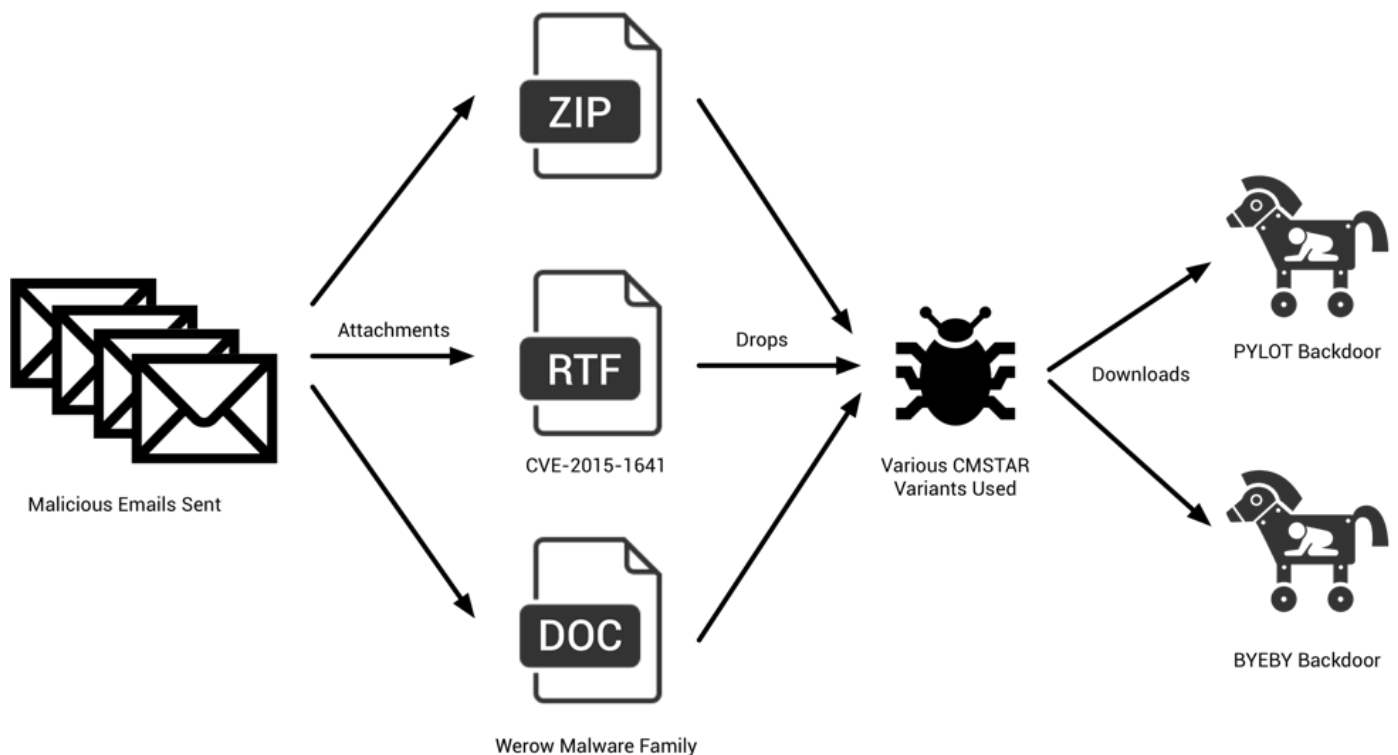 ZIP
Attachments
RTF
CVE-2015-1641
Drops
Malicious Emails Sent
DOC
Werow Malware Family
Various CMSTAR
Variants Used
Downloads
PYLOT Backdoor
BYEBY Backdoor